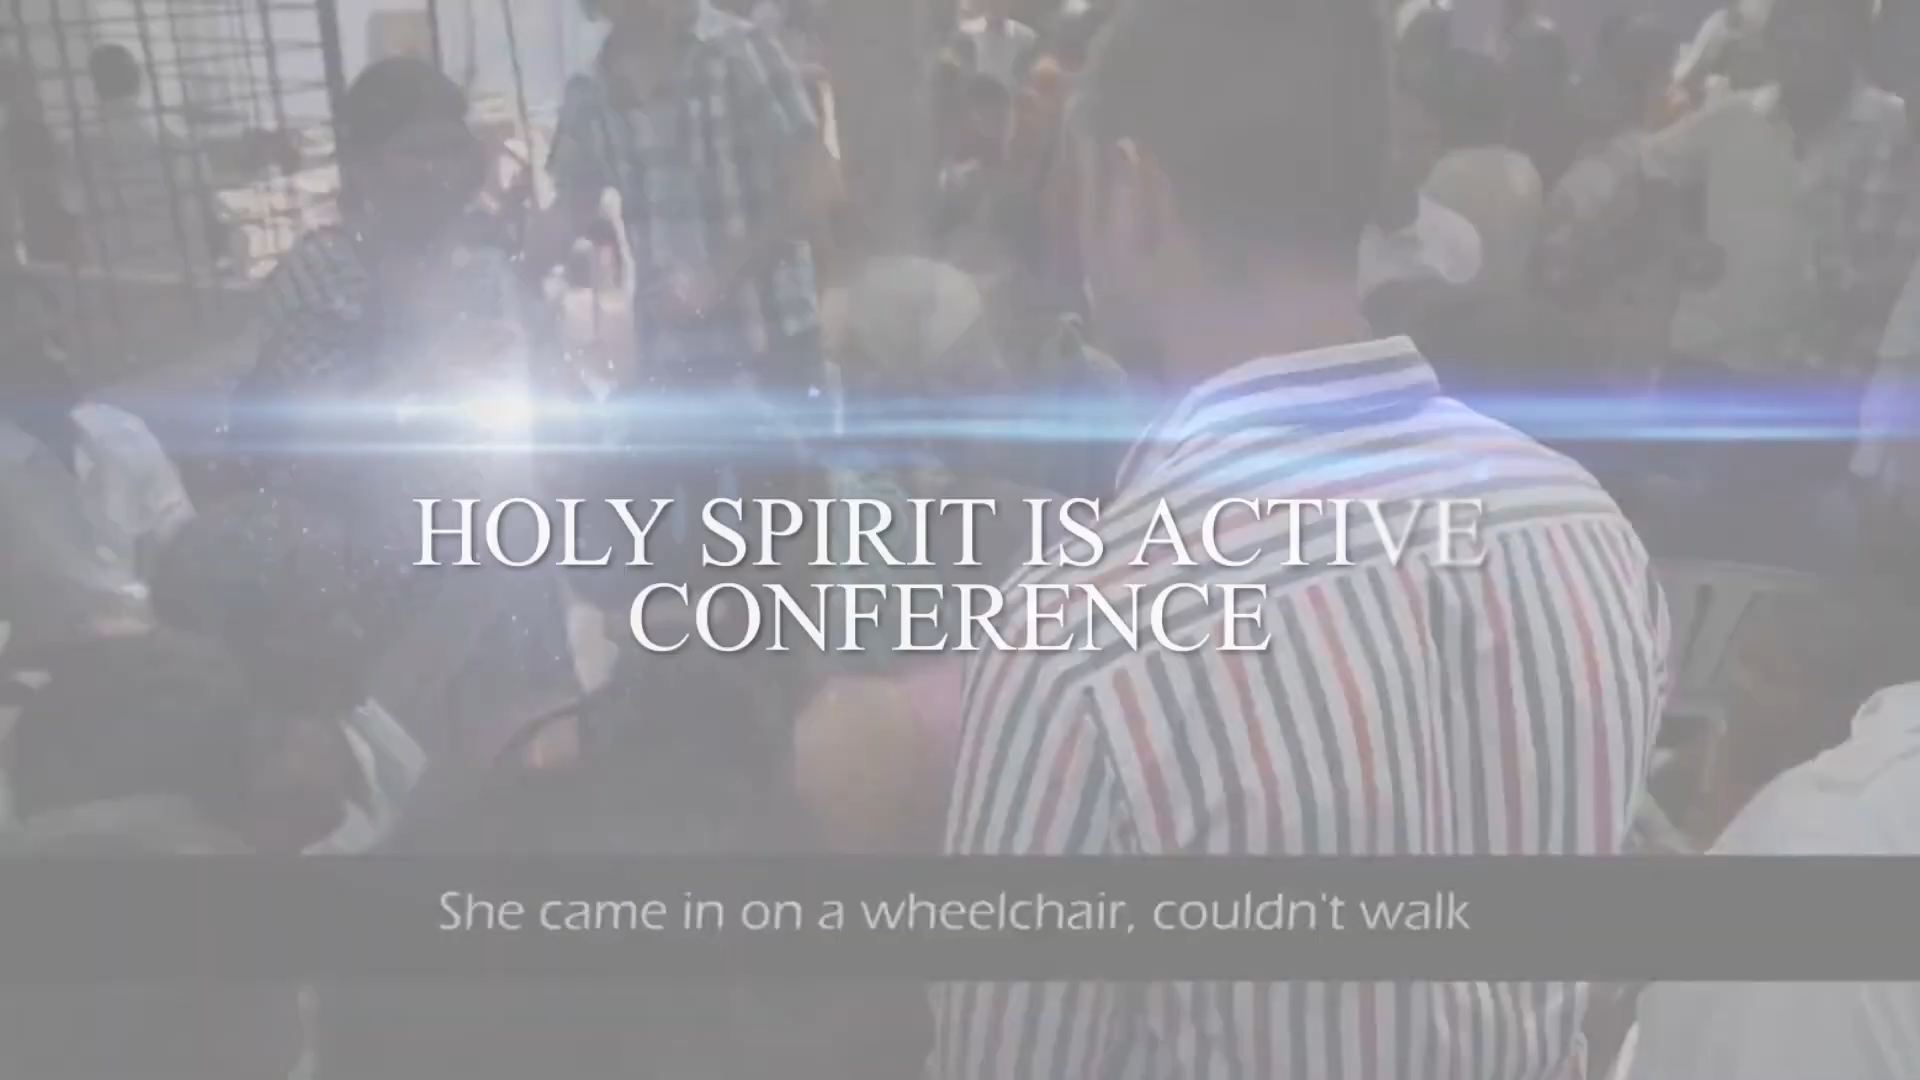 HOLY SPIRIT IS ACTIVE
CONFERENCE
She came in on a wheelchair, couldn't walk